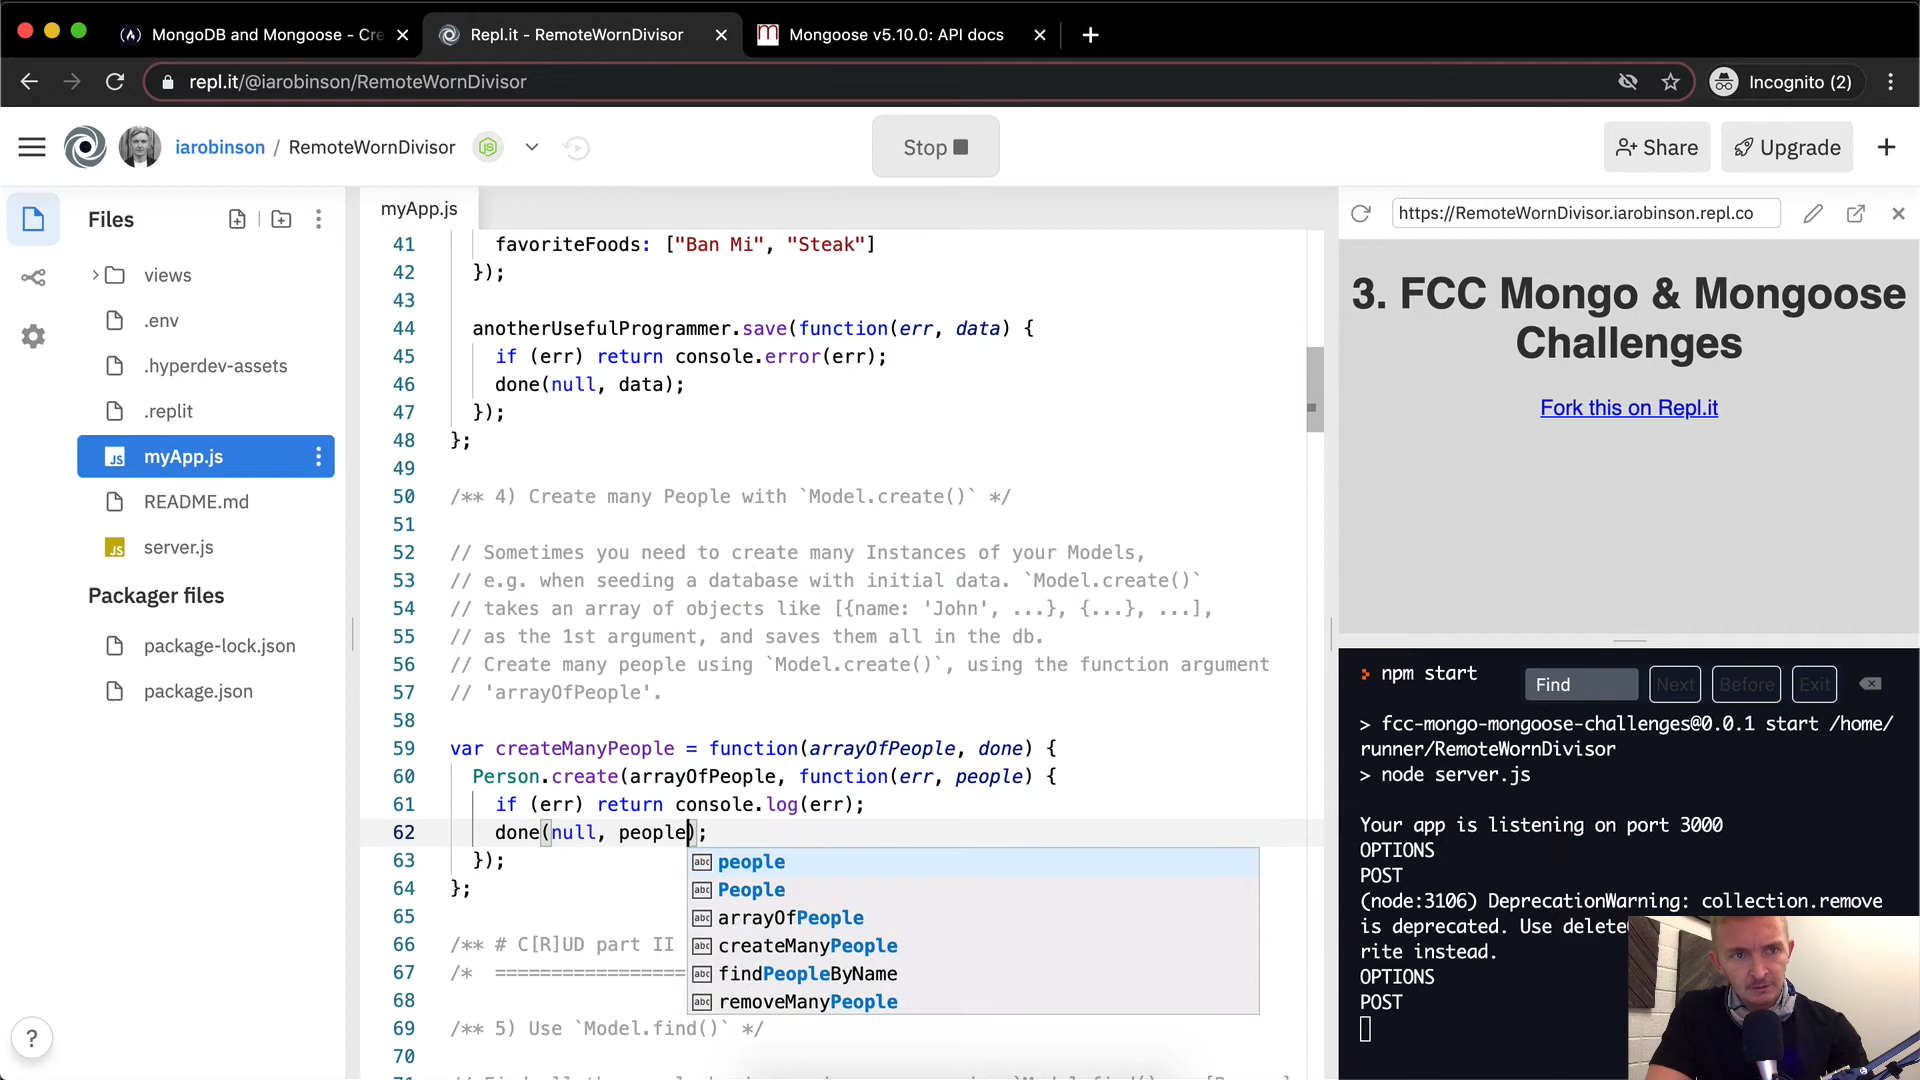 MongoDB and Mongoose - Cre
Repl.it - RemoteWornDivisor
Mongoose v5.10.0: API docs
repl.it/@iarobinson/RemoteWornDivisor
Incognito (2)
iarobinson / RemoteWornDivisor
Stop
Share
Upgrade
Files
views
.env
.hyperdev-assets
.replit
myApp.js
README.md
server.js
Packager files
package-lock.json
package.json
myApp.js
41 favoriteFoods: ["Ban Mi", "Steak"]
42 });
43
44 anotherUsefulProgrammer.save(function(err, data) {
45 if (err) return console.error(err);
46 done(null, data);
47 });
48 };
49
50 /** 4) Create many People with `Model.create()` */
51
52 // Sometimes you need to create many Instances of your Models,
53 // e.g. when seeding a database with initial data. `Model.create()`
54 // takes an array of objects like [{name: 'John', ...}, {...}, ...],
55 // as the 1st argument, and saves them all in the db.
56 // Create many people using `Model.create()`, using the function argument
57 // 'arrayOfPeople'.
58
59 var createManyPeople = function(arrayOfPeople, done) {
60 Person.create(arrayOfPeople, function(err, people) {
61 if (err) return console.log(err);
62 done(null, people);
63 });
64 };
65
66 /** # C[R]UD part II
67 /* =================
68
69 /** 5) Use `Model.find()` */
70
abc people
abc People
abc arrayOfPeople
abc createManyPeople
abc findPeopleByName
abc removeManyPeople
https://RemoteWornDivisor.iarobinson.repl.co
3. FCC Mongo & Mongoose
Challenges
Fork this on Repl.it
npm start
Find
Next
Before
Exit
> fcc-mongo-mongoose-challenges@0.0.1 start /home/
runner/RemoteWornDivisor
> node server.js
Your app is listening on port 3000
OPTIONS
POST
(node:3106) DeprecationWarning: collection.remove
is deprecated. Use delete
rite instead.
OPTIONS
POST
?